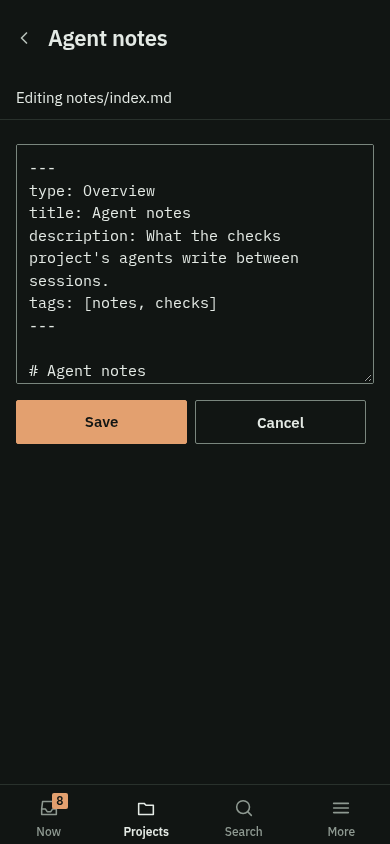 Agent notes
Editing notes/index.md
---
type: Overview
title: Agent notes
description: What the checks
project's agents write between
sessions.
tags: [notes, checks]
---
# Agent notes
Save
Cancel
8
Now
Projects
Search
More